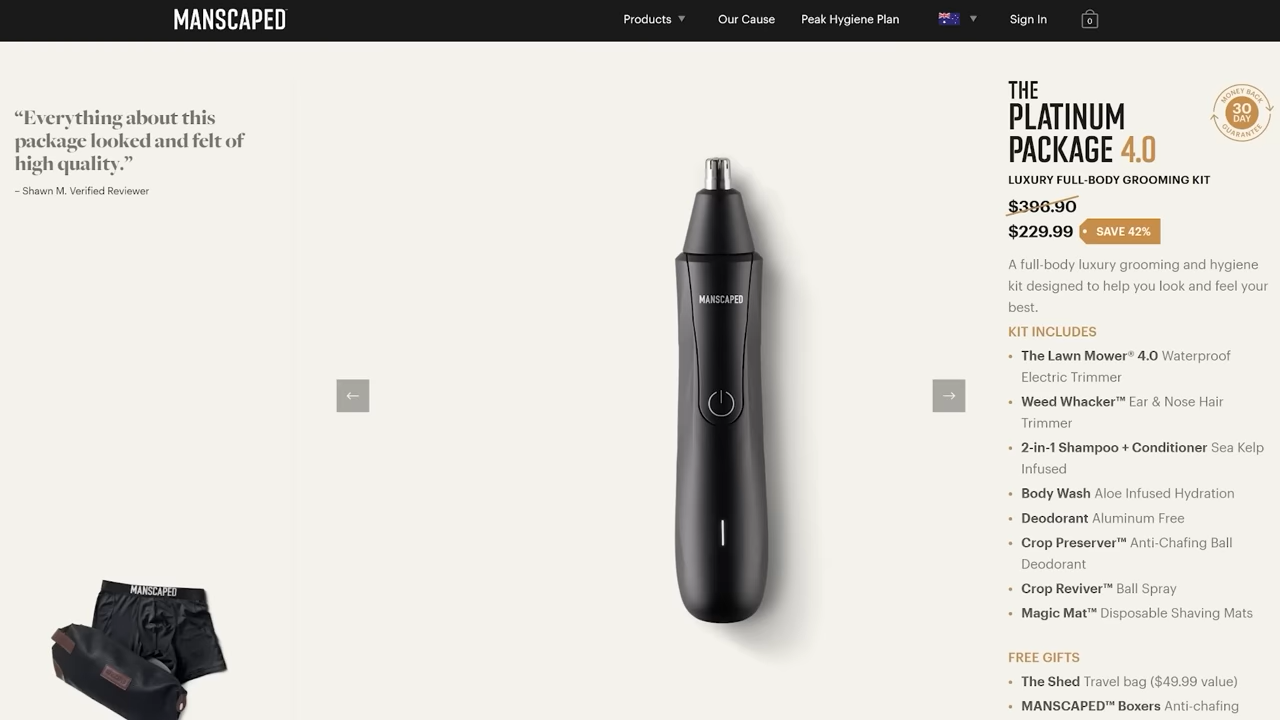 MANSCAPED
Products
Our Cause
Peak Hygiene Plan
Sign In
0
“Everything about this
package looked and felt of
high quality.”
– Shawn M. Verified Reviewer
MANSCAPED
MANSCAPED
THE
PLATINUM
PACKAGE 4.0
MONEY BACK
30
DAY
GUARANTEE
LUXURY FULL-BODY GROOMING KIT
$396.90
$229.99 SAVE 42%
A full-body luxury grooming and hygiene
kit designed to help you look and feel your
best.
KIT INCLUDES
• The Lawn Mower® 4.0 Waterproof
Electric Trimmer
• Weed Whacker™ Ear & Nose Hair
Trimmer
• 2-in-1 Shampoo + Conditioner Sea Kelp
Infused
• Body Wash Aloe Infused Hydration
• Deodorant Aluminum Free
• Crop Preserver™ Anti-Chafing Ball
Deodorant
• Crop Reviver™ Ball Spray
• Magic Mat™ Disposable Shaving Mats
FREE GIFTS
• The Shed Travel bag ($49.99 value)
• MANSCAPED™ Boxers Anti-chafing